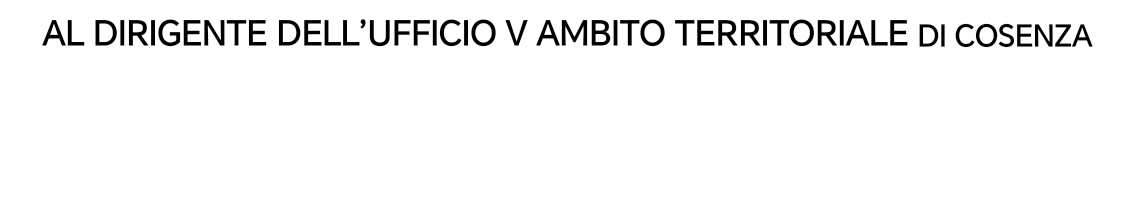 AL DIRIGENTE DELL’UFFICIO V AMBITO TERRITORIALE DI COSENZA